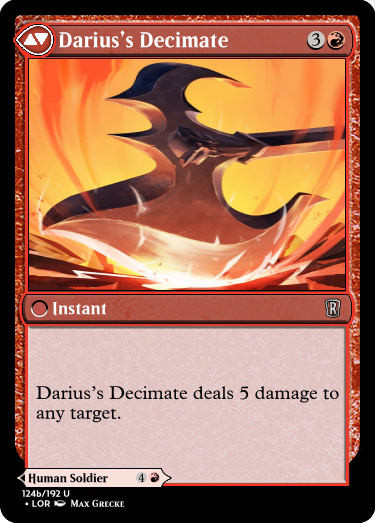 Darius's Decimate 3
Instant R
Darius's Decimate deals 5 damage to
any target.
Human Soldier 4
124b/192 U
• LOR Max Grecke